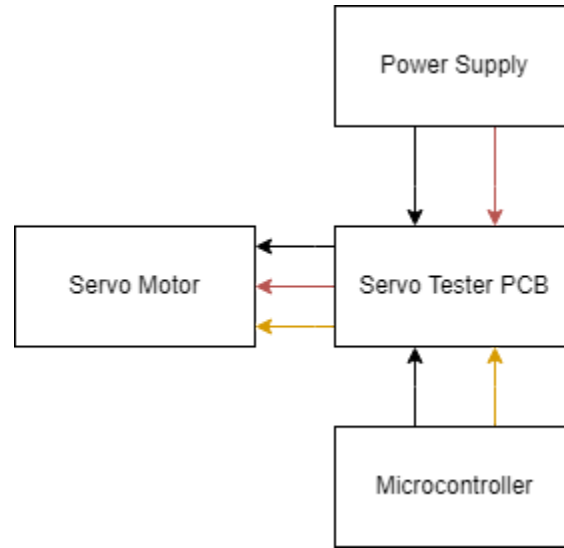 Power Supply
Servo Motor
Servo Tester PCB
Microcontroller